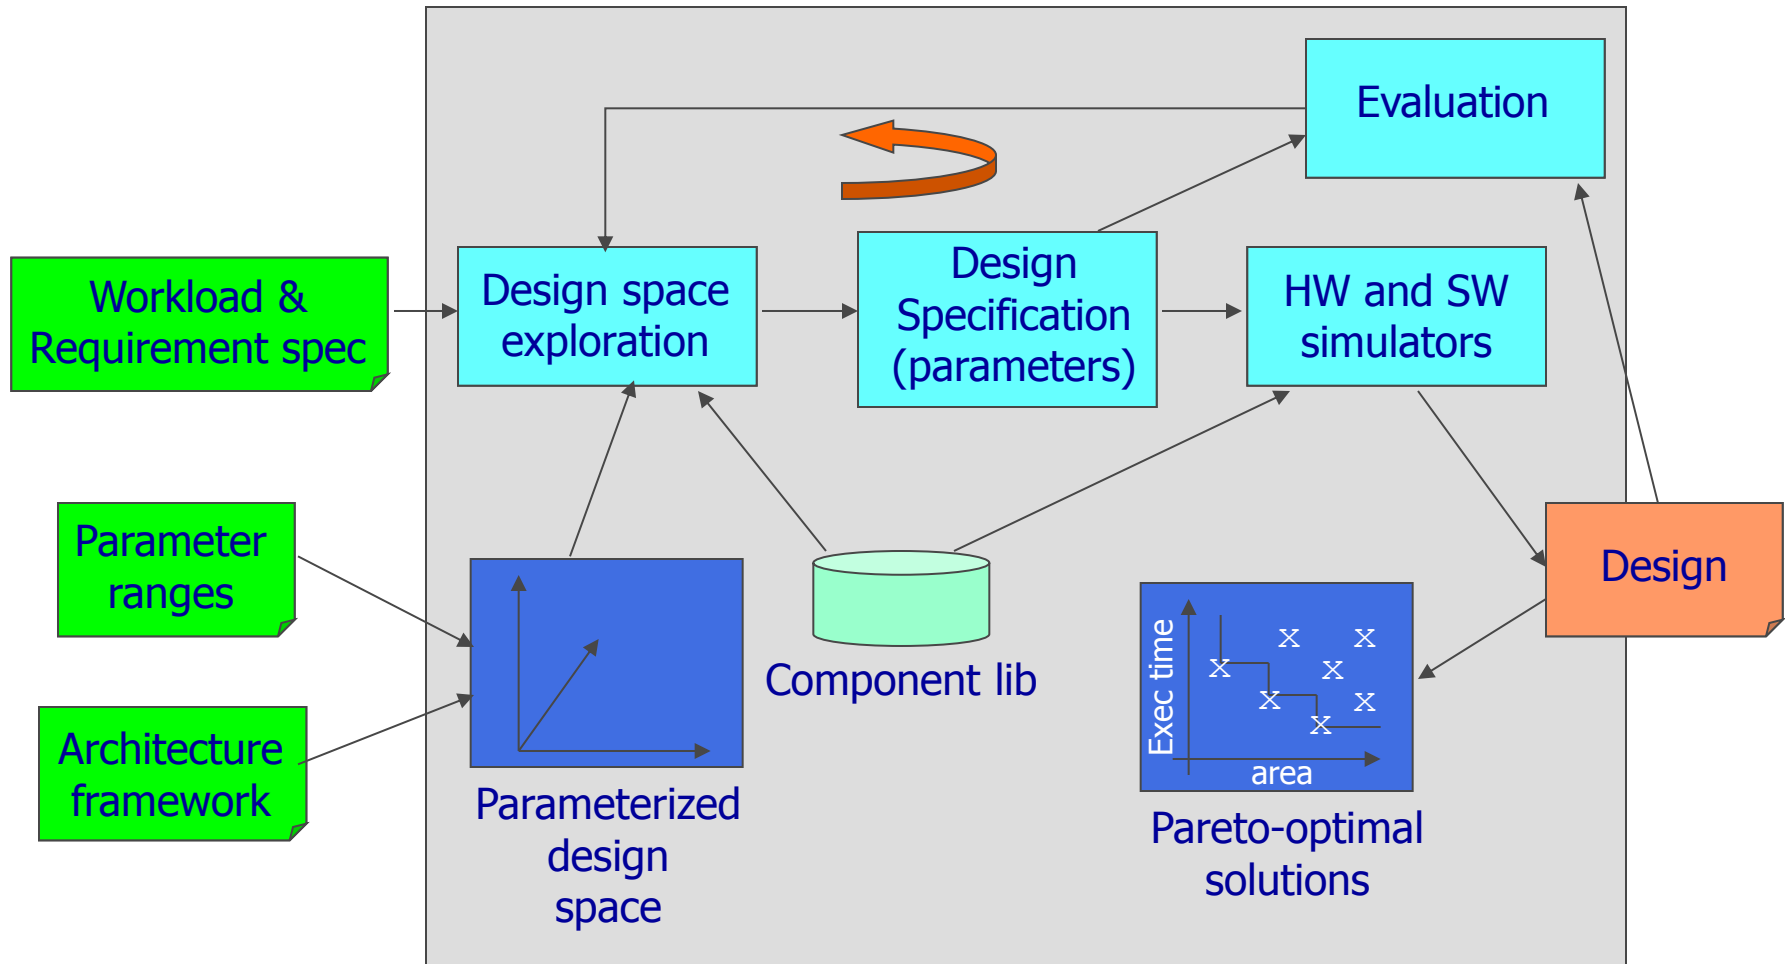 Evaluation
Workload &
Requirement spec
Design space
exploration
Design
Specification
(parameters)
HW and SW
simulators
Parameter
ranges
Architecture
framework
Parameterized
design
space
Component lib
Exec time
x x
x x
x x
x
area
Pareto-optimal
solutions
Design